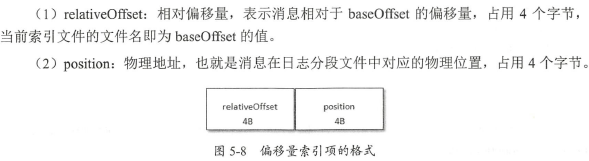 （1）relativeOffset：相对偏移量，表示消息相对于 baseOffset 的偏移量，占用 4 个字节，
当前索引文件的文件名即为 baseOffset 的值。
（2）position：物理地址，也就是消息在日志分段文件中对应的物理位置，占用 4 个字节。
relativeOffset position
4B 4B
图 5-8 偏移量索引项的格式